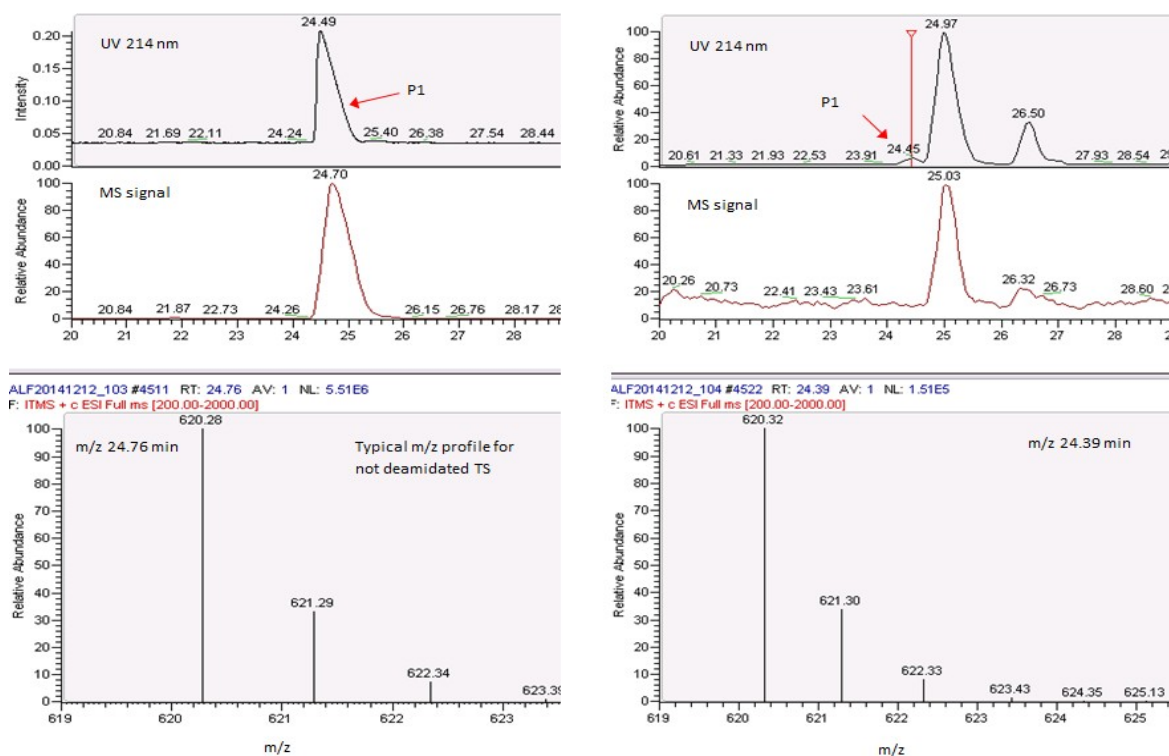 UV 214 nm
24.49
P1
Intensity
0.20
0.15
0.10
0.05
0.00
20.84 21.69 22.11 24.24 25.40 26.38 27.54 28.44
MS signal
24.70
Relative Abundance
100
80
60
40
20
0
20.84 21.87 22.73 24.26 26.15 26.76 28.17 28
20 21 22 23 24 25 26 27 28
ALF20141212_103 #4511 RT: 24.76 AV: 1 NL: 5.51E6
F: ITMS + c ESI Full ms [200.00-2000.00]
620.28
m/z 24.76 min
Typical m/z profile for
not deamidated TS
Relative Abundance
100
90
80
70
60
50
40
30
20
10
0
621.29
622.34
623.39
619 620 621 622 623
m/z
UV 214 nm
24.97
P1
26.50
Relative Abundance
100
80
60
40
20
0
20.61 21.33 21.93 22.53 23.91 24.45 27.93 28.54
MS signal
25.03
Relative Abundance
100
80
60
40
20
0
20.26 20.73 22.41 23.43 23.61 26.32 26.73 28.60
20 21 22 23 24 25 26 27 28
ALF20141212_104 #4522 RT: 24.39 AV: 1 NL: 1.51E5
F: ITMS + c ESI Full ms [200.00-2000.00]
620.32
m/z 24.39 min
Relative Abundance
100
90
80
70
60
50
40
30
20
10
0
621.30
622.33
623.43 624.35 625.13
619 620 621 622 623 624 625
m/z